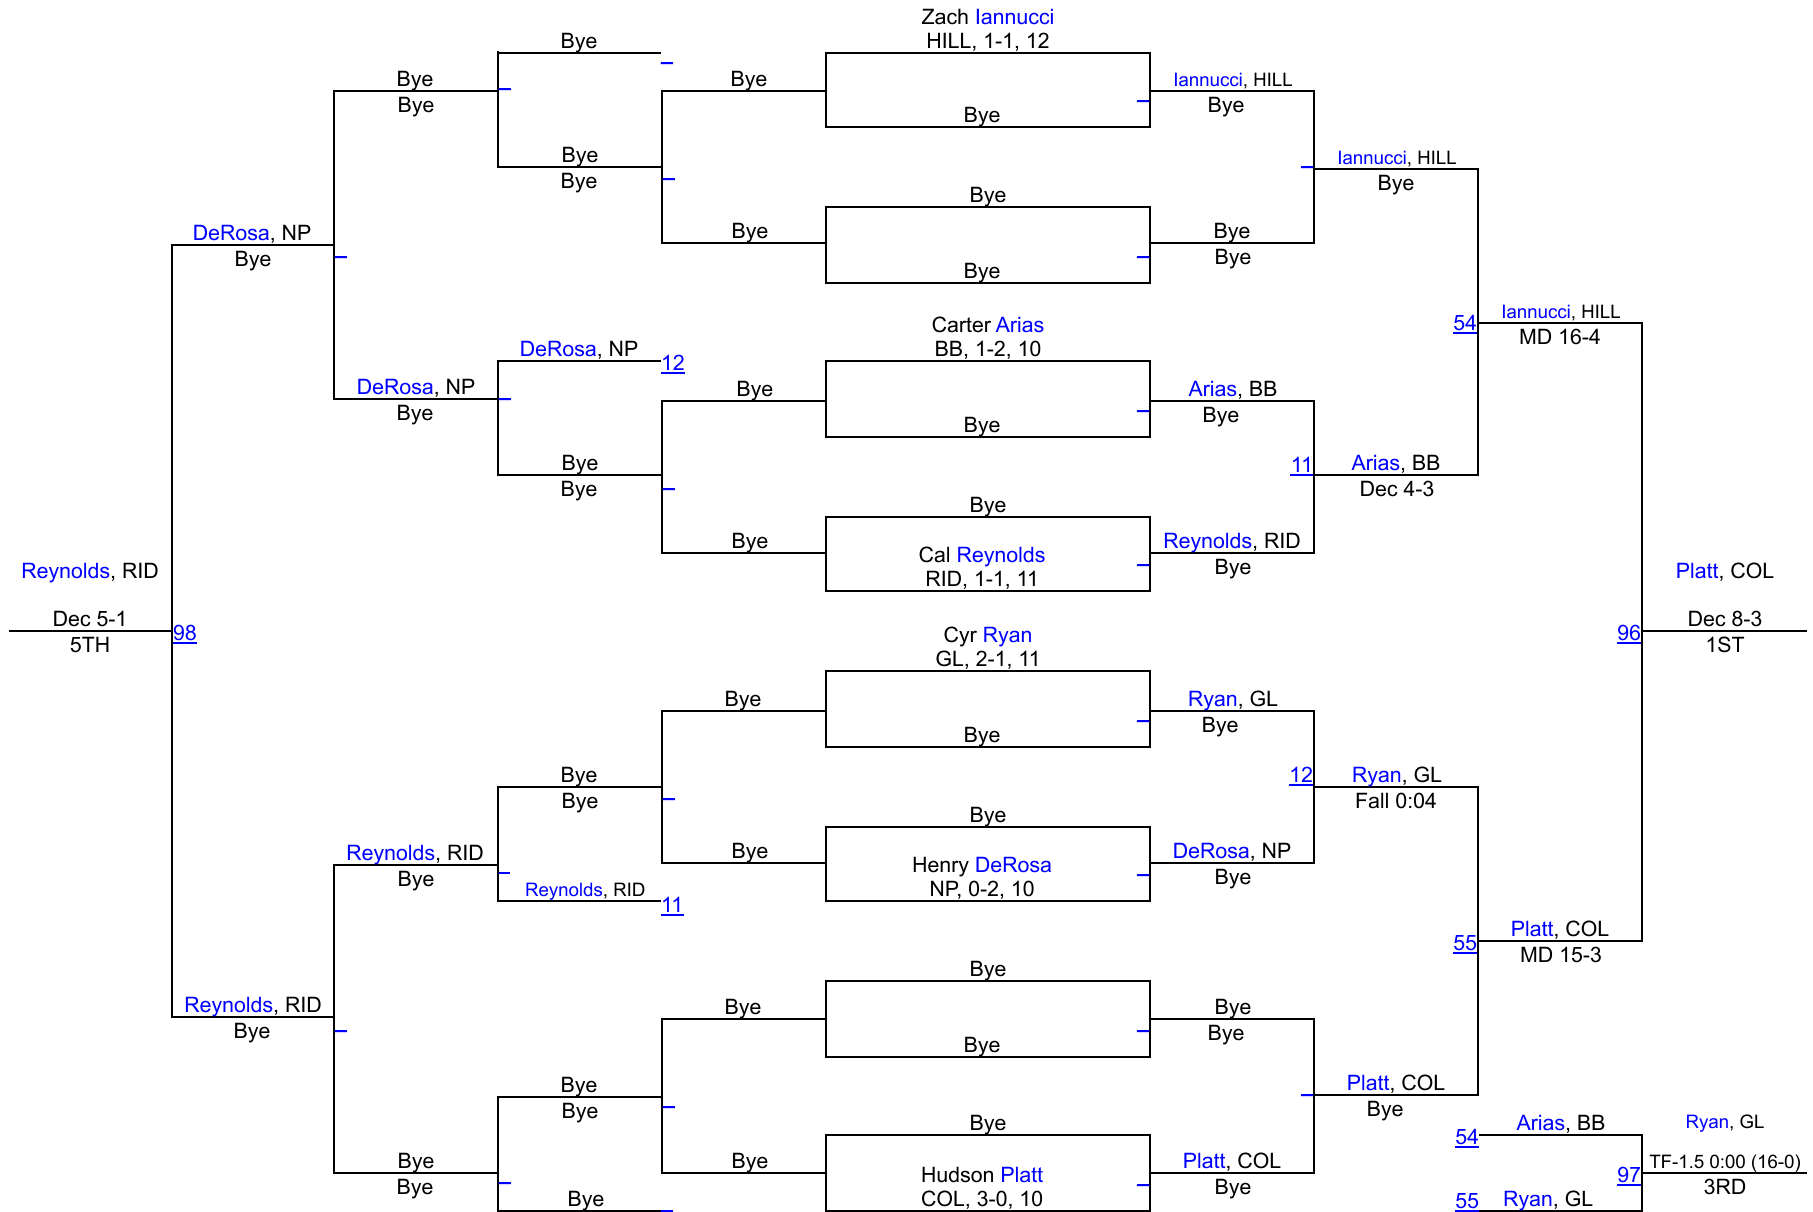 Zach Iannucci
HILL, 1-1, 12
Bye
Bye
Bye
Iannucci, HILL
Bye
Bye
Bye
Bye
Bye
Iannucci, HILL
Bye
Bye
Bye
DeRosa, NP
Bye
Bye
Bye
Bye
Bye
Carter Arias
BB, 1-2, 10
Iannucci, HILL
54
MD 16-4
DeRosa, NP
12
DeRosa, NP
Bye
Bye
Arias, BB
Bye
Bye
Bye
Bye
11
Arias, BB
Dec 4-3
Bye
Bye
Cal Reynolds
RID, 1-1, 11
Reynolds, RID
Bye
Reynolds, RID
Dec 5-1
98
5TH
Platt, COL
96
Dec 8-3
1ST
Cyr Ryan
GL, 2-1, 11
Bye
Bye
Ryan, GL
Bye
Bye
Bye
12
Ryan, GL
Fall 0:04
Bye
Reynolds, RID
Bye
Bye
Henry DeRosa
NP, 0-2, 10
DeRosa, NP
Bye
Reynolds, RID
11
Platt, COL
55
MD 15-3
Bye
Reynolds, RID
Bye
Bye
Bye
Bye
Bye
Bye
Bye
Platt, COL
Bye
Bye
Bye
Bye
Bye
Bye
Hudson Platt
COL, 3-0, 10
Platt, COL
Bye
Bye
54
Arias, BB
Ryan, GL
97
TF-1.5 0:00 (16-0)
3RD
55
Ryan, GL